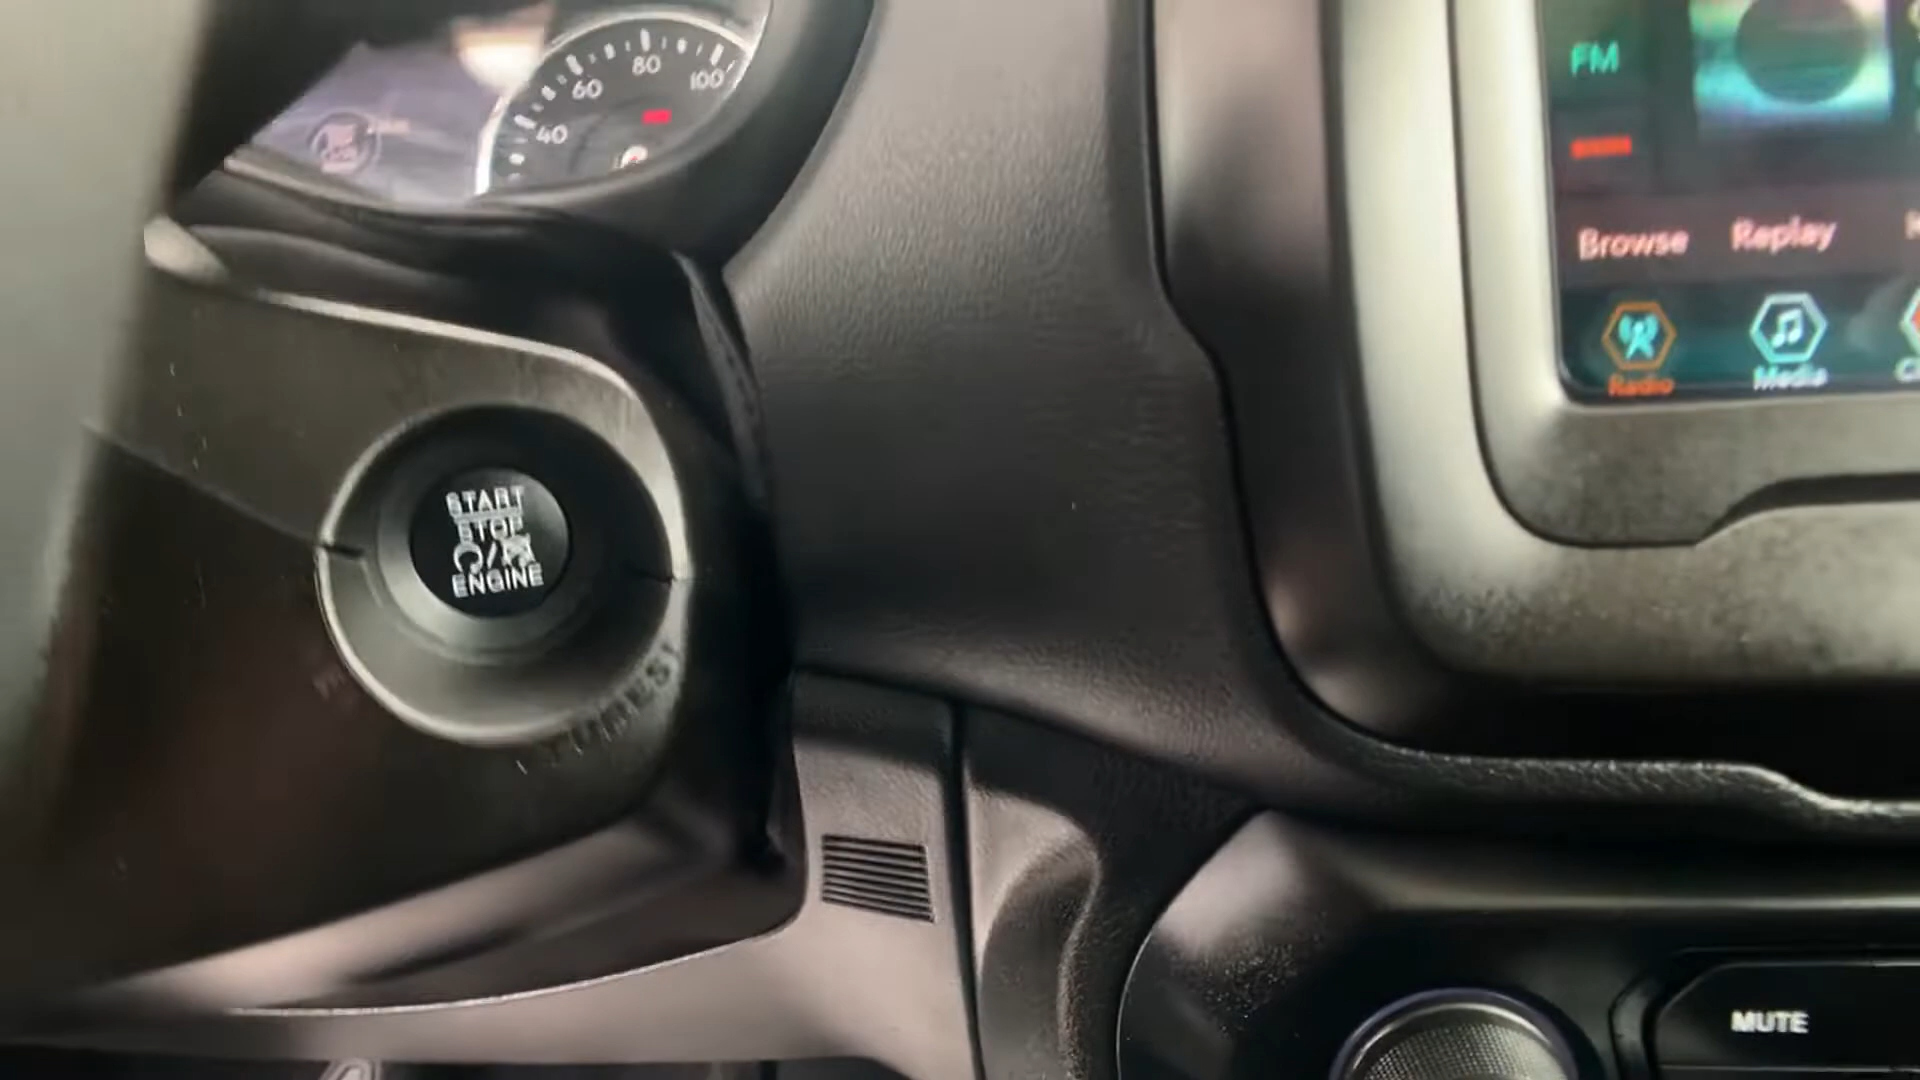 80
60
100
40
FM
Browse
Replay
Radio
Media
START
STOP
ENGINE
MUTE